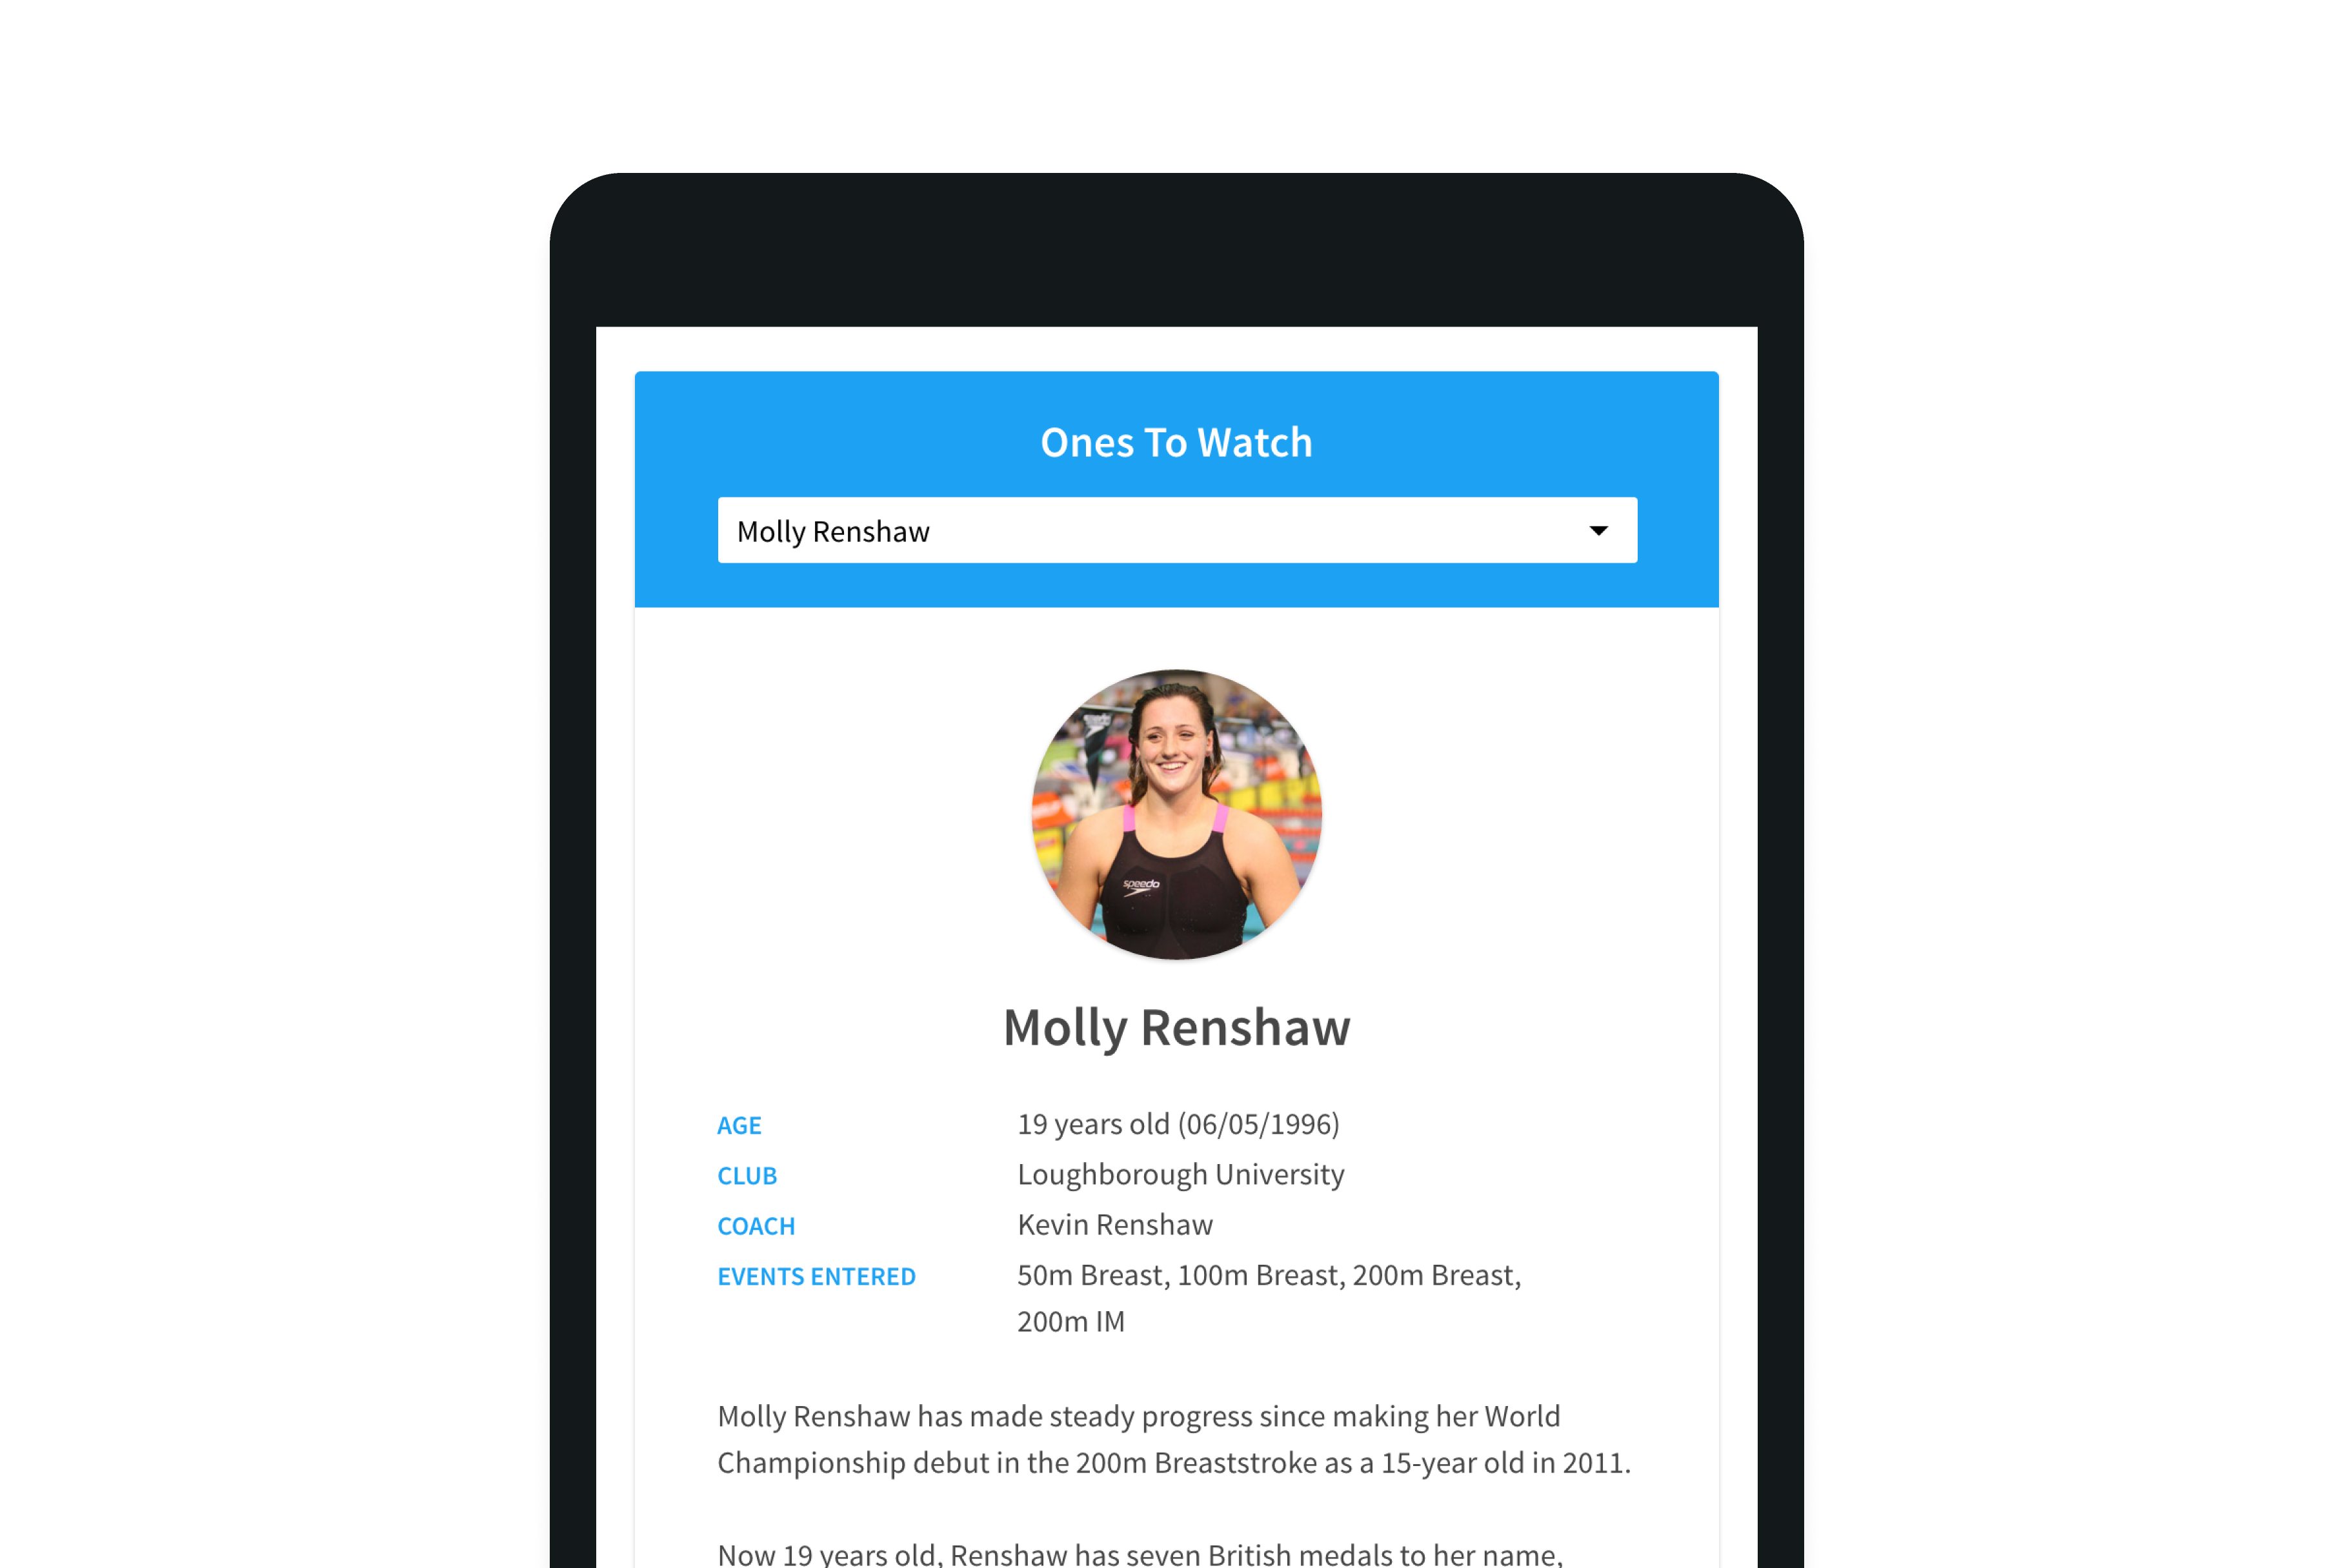 Ones To Watch
Molly Renshaw
speedo
Molly Renshaw
AGE 19 years old (06/05/1996)
CLUB Loughborough University
COACH Kevin Renshaw
EVENTS ENTERED 50m Breast, 100m Breast, 200m Breast,
200m IM
Molly Renshaw has made steady progress since making her World
Championship debut in the 200m Breaststroke as a 15-year old in 2011.
Now 19 years old, Renshaw has seven British medals to her name,